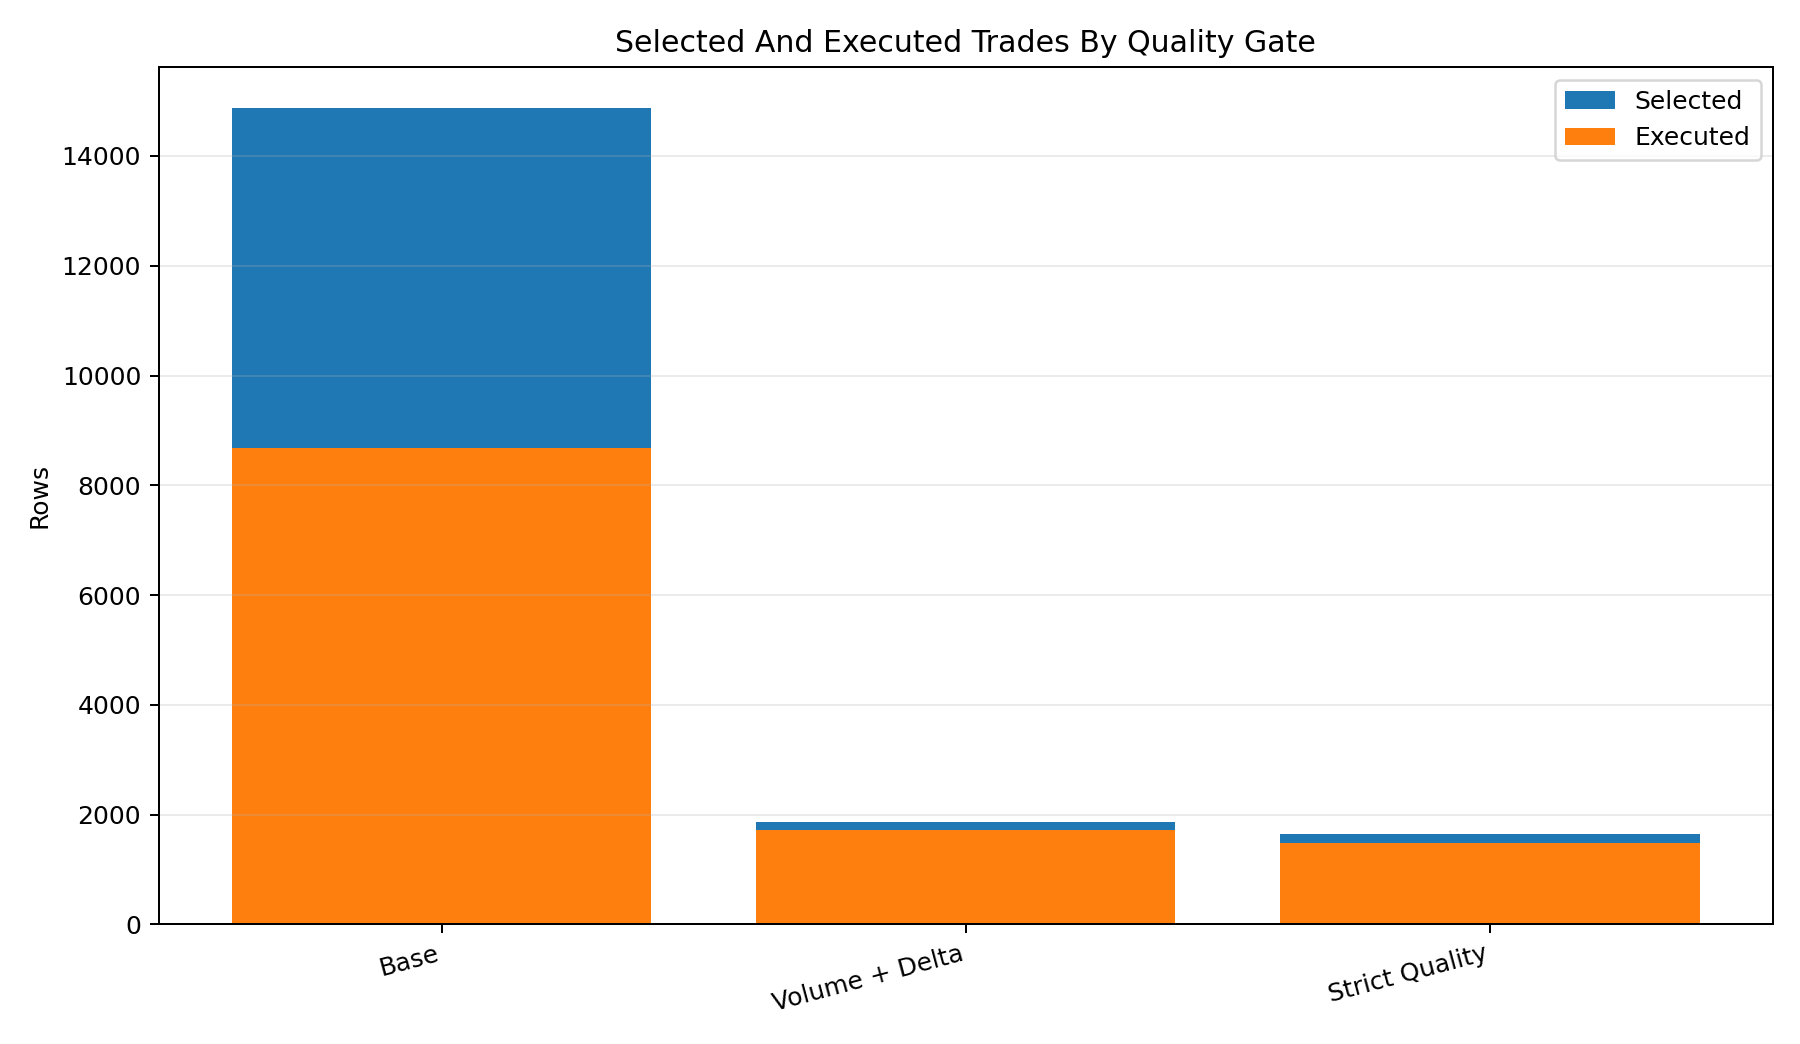 Selected And Executed Trades By Quality Gate
Selected
Executed
14000
12000
10000
8000
6000
4000
2000
0
Rows
Base
Volume + Delta
Strict Quality